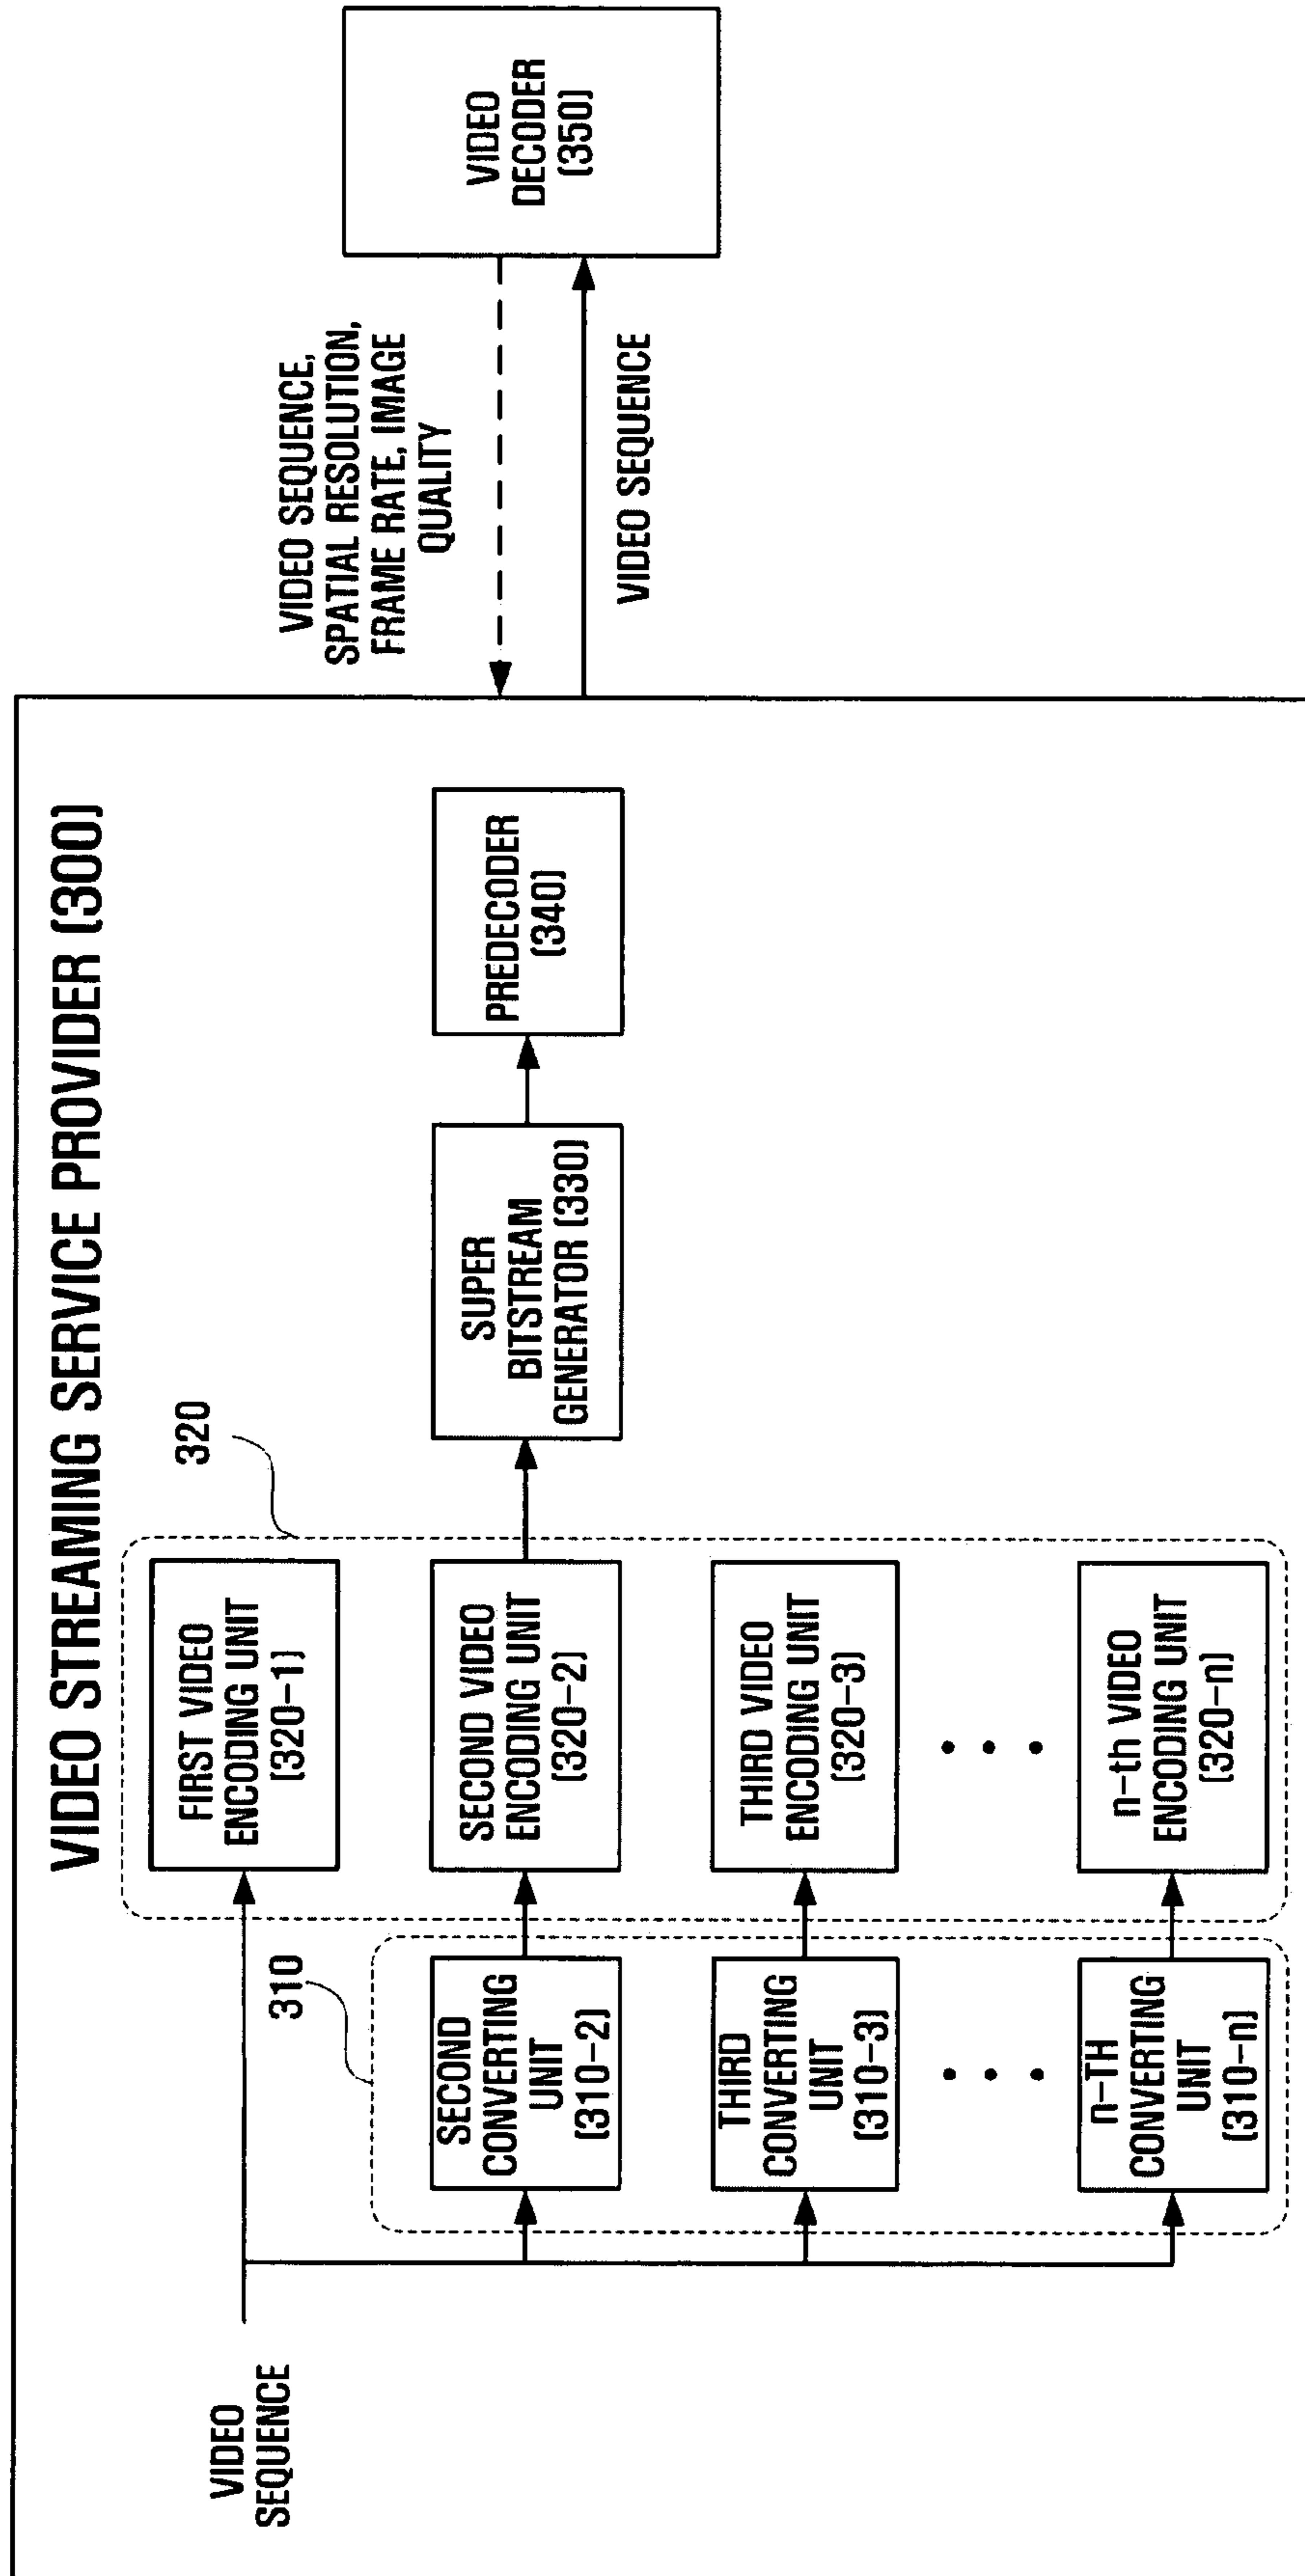 VIDEO STREAMING SERVICE PROVIDER (300)
VIDEO
SEQUENCE
310
SECOND
CONVERTING
UNIT
(310-2)
THIRD
CONVERTING
UNIT
(310-3)
n-TH
CONVERTING
UNIT
(310-n)
320
FIRST VIDEO
ENCODING UNIT
(320-1)
SECOND VIDEO
ENCODING UNIT
(320-2)
THIRD VIDEO
ENCODING UNIT
(320-3)
n-th VIDEO
ENCODING UNIT
(320-n)
SUPER
BITSTREAM
GENERATOR (330)
PREDECODER
(340)
VIDEO SEQUENCE,
SPATIAL RESOLUTION,
FRAME RATE, IMAGE
QUALITY
VIDEO SEQUENCE
VIDEO
DECODER
(350)